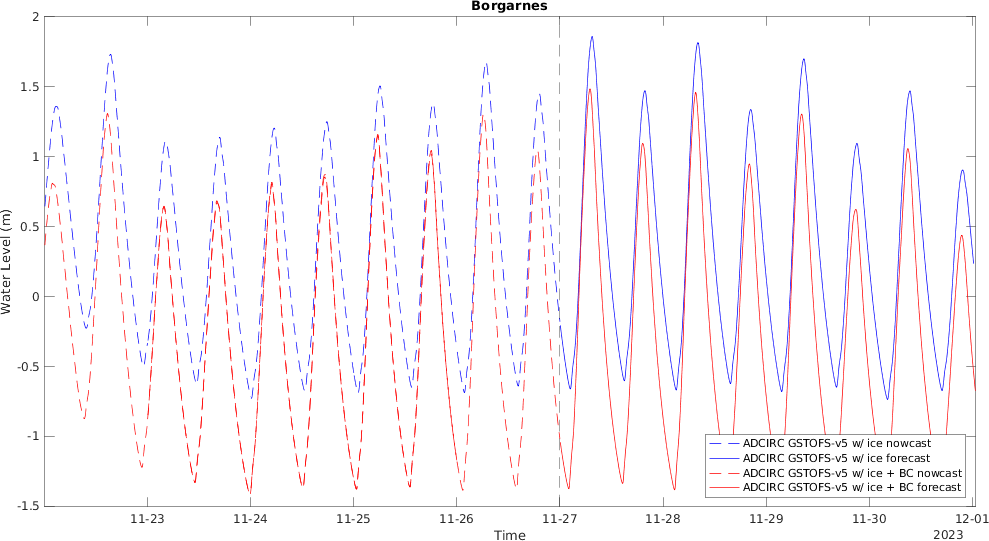 Borgarnes
Water Level (m)
2
1.5
1
0.5
0
-0.5
-1
-1.5
ADCIRC GSTOFS-v5 w/ ice nowcast
ADCIRC GSTOFS-v5 w/ ice forecast
ADCIRC GSTOFS-v5 w/ ice + BC nowcast
ADCIRC GSTOFS-v5 w/ ice + BC forecast
11-23 11-24 11-25 11-26 11-27 11-28 11-29 11-30 12-01
Time
2023